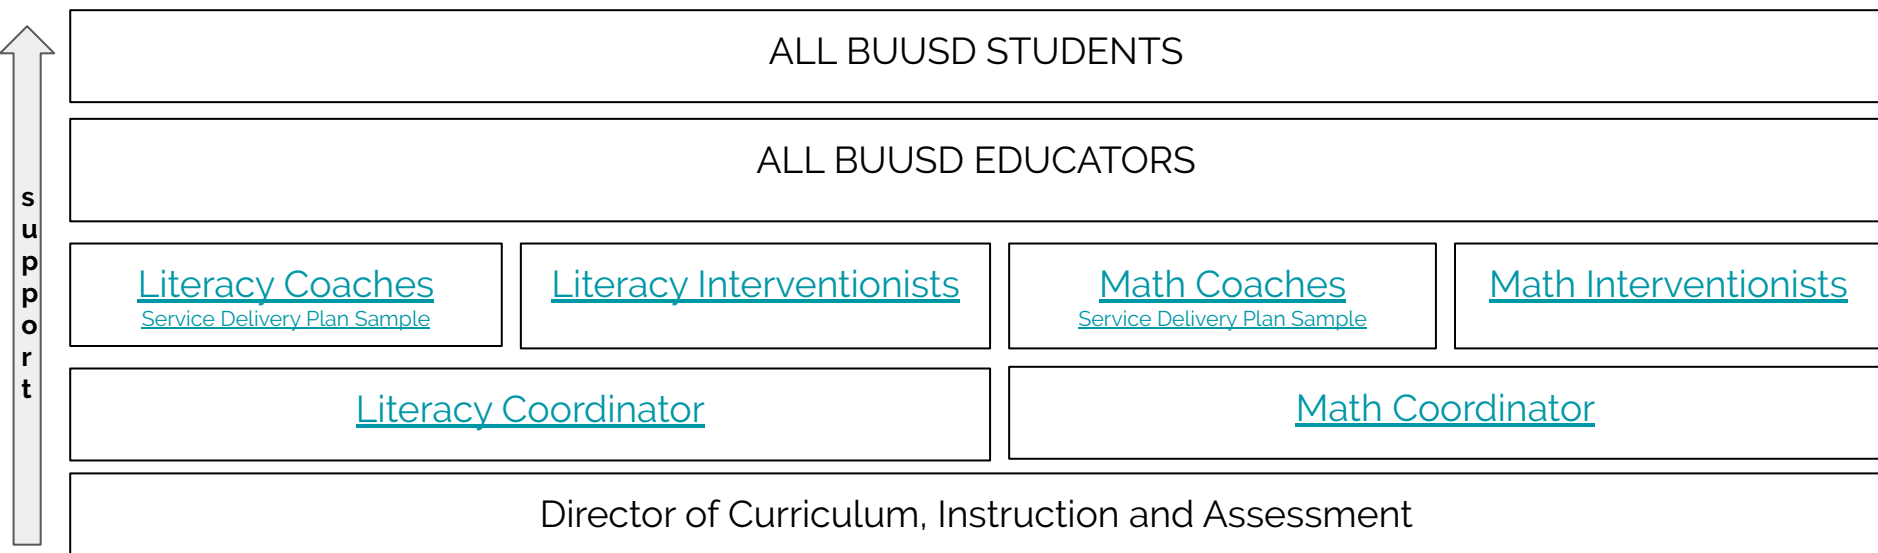 ALL BUUSD STUDENTS
ALL BUUSD EDUCATORS
support
Literacy Coaches
Service Delivery Plan Sample
Literacy Interventionists
Math Coaches
Service Delivery Plan Sample
Math Interventionists
Literacy Coordinator
Math Coordinator
Director of Curriculum, Instruction and Assessment